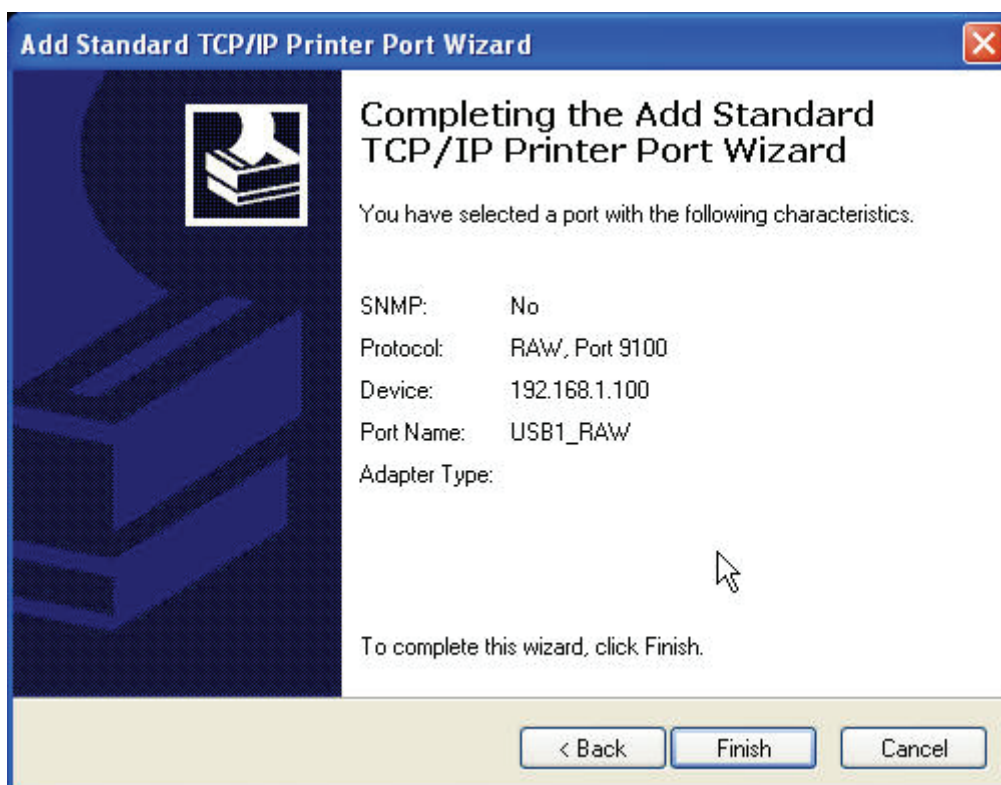 Add Standard TCP/IP Printer Port Wizard
Completing the Add Standard
TCP/IP Printer Port Wizard
You have selected a port with the following characteristics.
SNMP: No
Protocol: RAW, Port 9100
Device: 192.168.1.100
Port Name: USB1_RAW
Adapter Type:
To complete this wizard, click Finish.
< Back Finish Cancel